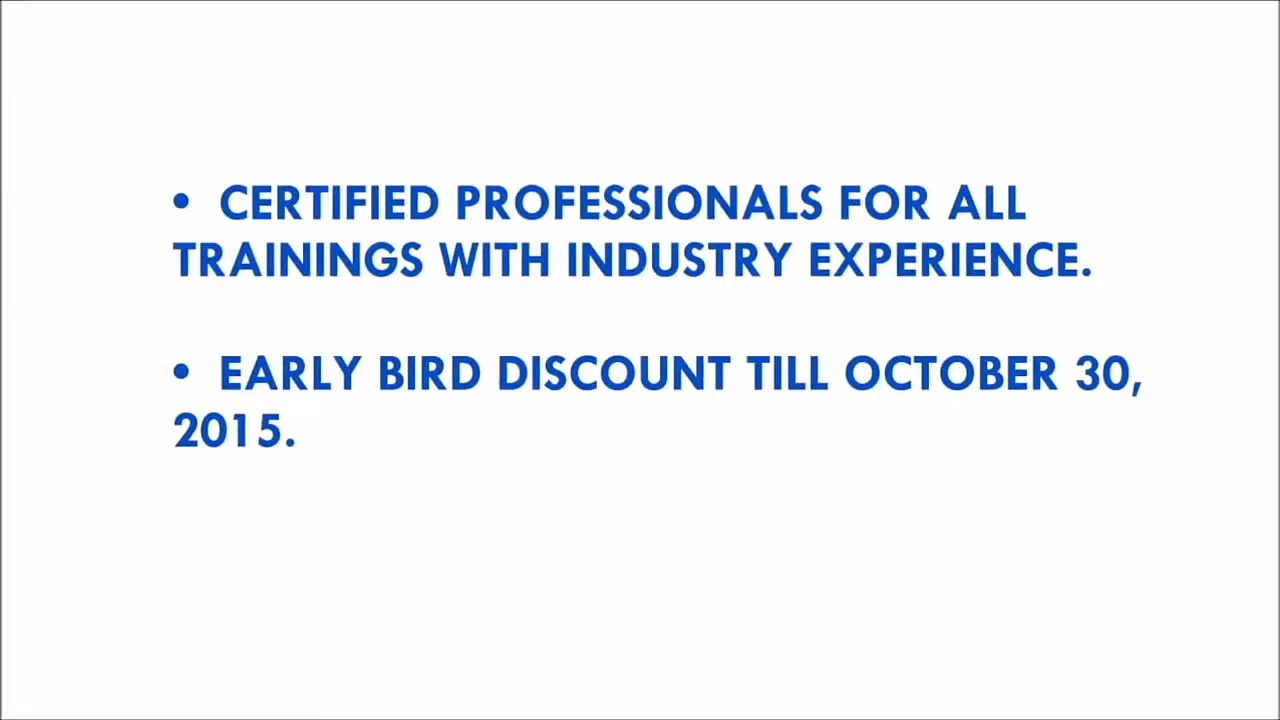 • CERTIFIED PROFESSIONALS FOR ALL
TRAININGS WITH INDUSTRY EXPERIENCE.
• EARLY BIRD DISCOUNT TILL OCTOBER 30,
2015.